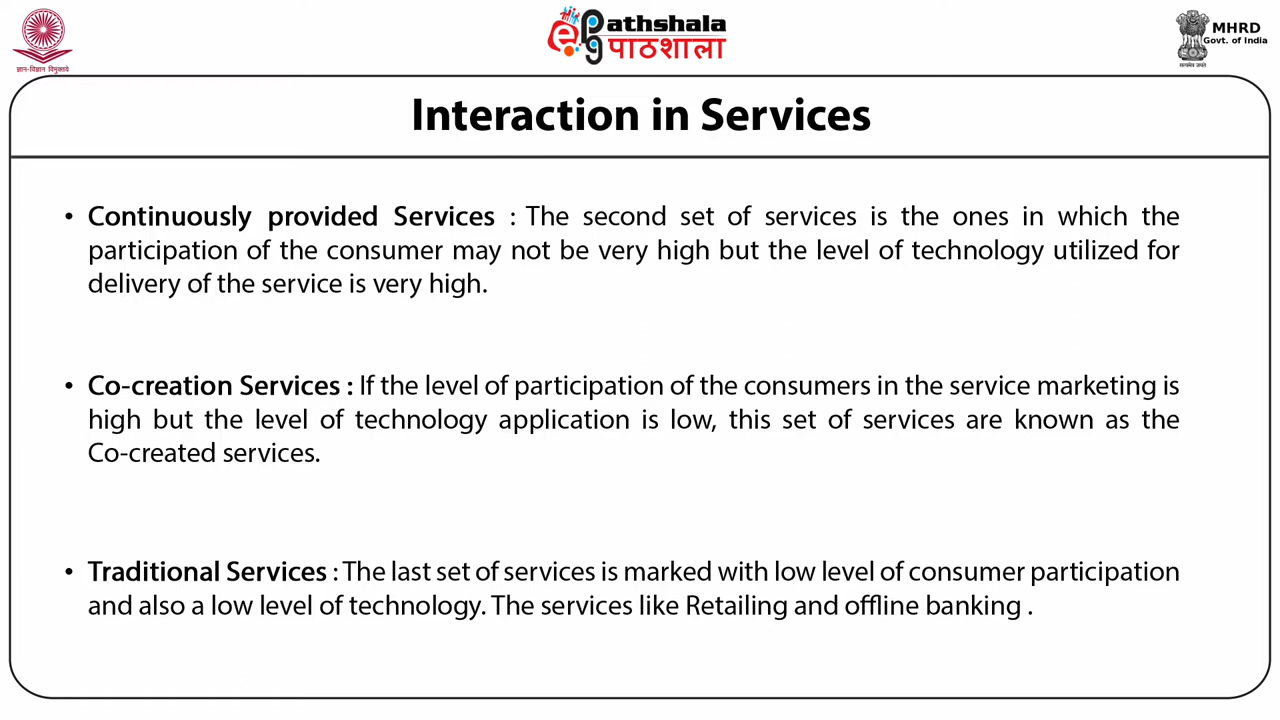 ज्ञान-विज्ञान विमुक्तये
epgathshala
पाठशाला
MHRD
Govt. of India
सत्यमेव जयते
Interaction in Services
• Continuously provided Services : The second set of services is the ones in which the
participation of the consumer may not be very high but the level of technology utilized for
delivery of the service is very high.
• Co-creation Services : If the level of participation of the consumers in the service marketing is
high but the level of technology application is low, this set of services are known as the
Co-created services.
• Traditional Services : The last set of services is marked with low level of consumer participation
and also a low level of technology. The services like Retailing and offline banking .